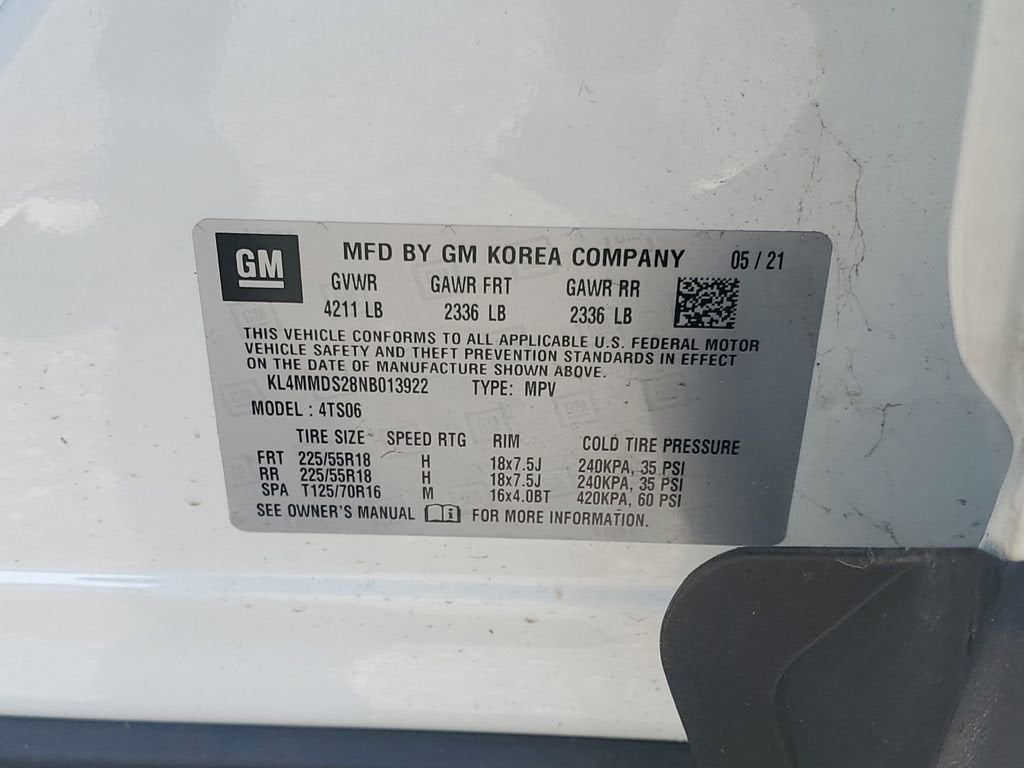 GM MFD BY GM KOREA COMPANY 05 / 21
GVWR GAWR FRT GAWR RR
4211 LB 2336 LB 2336 LB
THIS VEHICLE CONFORMS TO ALL APPLICABLE U.S. FEDERAL MOTOR
VEHICLE SAFETY AND THEFT PREVENTION STANDARDS IN EFFECT
ON THE DATE OF MANUFACTURE SHOWN ABOVE.
KL4MMDS28NB013922 TYPE: MPV
MODEL : 4TS06
TIRE SIZE SPEED RTG RIM COLD TIRE PRESSURE
FRT 225/55R18 H 18x7.5J 240KPA, 35 PSI
RR 225/55R18 H 18x7.5J 240KPA, 35 PSI
SPA T125/70R16 M 16x4.0BT 420KPA, 60 PSI
SEE OWNER'S MANUAL FOR MORE INFORMATION.